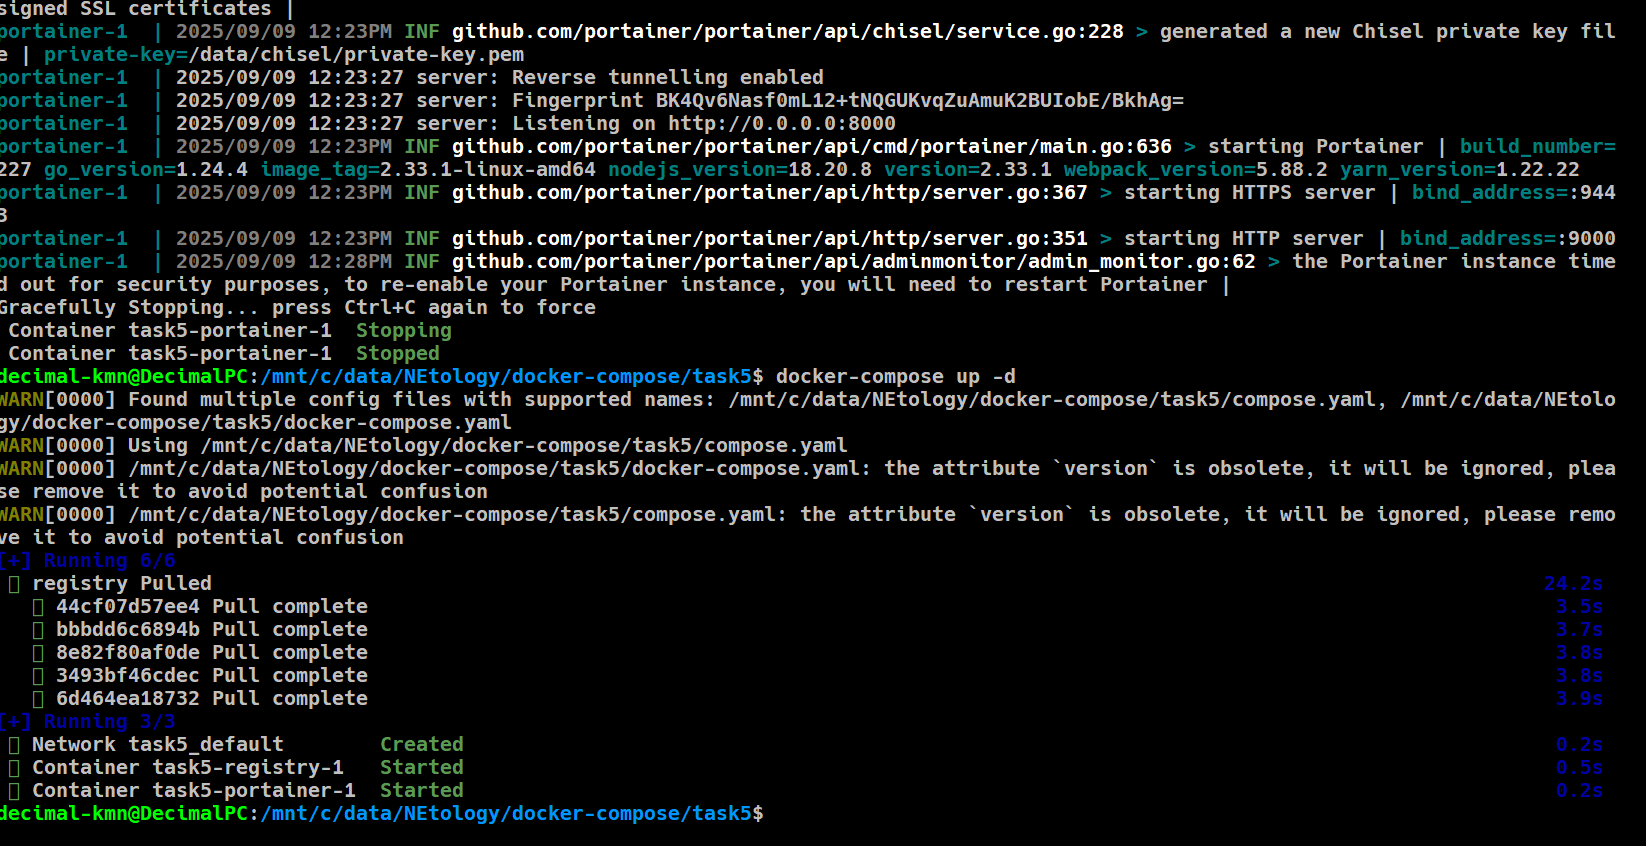 signed SSL certificates |
portainer-1  | 2025/09/09 12:23PM INF github.com/portainer/portainer/api/chisel/service.go:228 > generated a new Chisel private key fil
e | private-key=/data/chisel/private-key.pem
portainer-1  | 2025/09/09 12:23:27 server: Reverse tunnelling enabled
portainer-1  | 2025/09/09 12:23:27 server: Fingerprint BK4Qv6Nasf0mL12+tNQGUKvqZuAmuK2BUIobE/BkhAg=
portainer-1  | 2025/09/09 12:23:27 server: Listening on http://0.0.0.0:8000
portainer-1  | 2025/09/09 12:23PM INF github.com/portainer/portainer/api/cmd/portainer/main.go:636 > starting Portainer | build_number=
227 go_version=1.24.4 image_tag=2.33.1-linux-amd64 nodejs_version=18.20.8 version=2.33.1 webpack_version=5.88.2 yarn_version=1.22.22
portainer-1  | 2025/09/09 12:23PM INF github.com/portainer/portainer/api/http/server.go:367 > starting HTTPS server | bind_address=:944
3
portainer-1  | 2025/09/09 12:23PM INF github.com/portainer/portainer/api/http/server.go:351 > starting HTTP server | bind_address=:9000
portainer-1  | 2025/09/09 12:28PM INF github.com/portainer/portainer/api/adminmonitor/admin_monitor.go:62 > the Portainer instance time
d out for security purposes, to re-enable your Portainer instance, you will need to restart Portainer |
Gracefully Stopping... press Ctrl+C again to force
 Container task5-portainer-1  Stopping
 Container task5-portainer-1  Stopped
decimal-kmn@DecimalPC:/mnt/c/data/NEtology/docker-compose/task5$ docker-compose up -d
WARN[0000] Found multiple config files with supported names: /mnt/c/data/NEtology/docker-compose/task5/compose.yaml, /mnt/c/data/NEtolo
gy/docker-compose/task5/docker-compose.yaml
WARN[0000] Using /mnt/c/data/NEtology/docker-compose/task5/compose.yaml
WARN[0000] /mnt/c/data/NEtology/docker-compose/task5/docker-compose.yaml: the attribute `version` is obsolete, it will be ignored, plea
se remove it to avoid potential confusion
WARN[0000] /mnt/c/data/NEtology/docker-compose/task5/compose.yaml: the attribute `version` is obsolete, it will be ignored, please remo
ve it to avoid potential confusion
[+] Running 6/6
 registry Pulled 24.2s
 44cf07d57ee4 Pull complete 3.5s
 bbbdd6c6894b Pull complete 3.7s
 8e82f80af0de Pull complete 3.8s
 3493bf46cdec Pull complete 3.8s
 6d464ea18732 Pull complete 3.9s
[+] Running 3/3
 Network task5_default        Created 0.2s
 Container task5-registry-1   Started 0.5s
 Container task5-portainer-1  Started 0.2s
decimal-kmn@DecimalPC:/mnt/c/data/NEtology/docker-compose/task5$